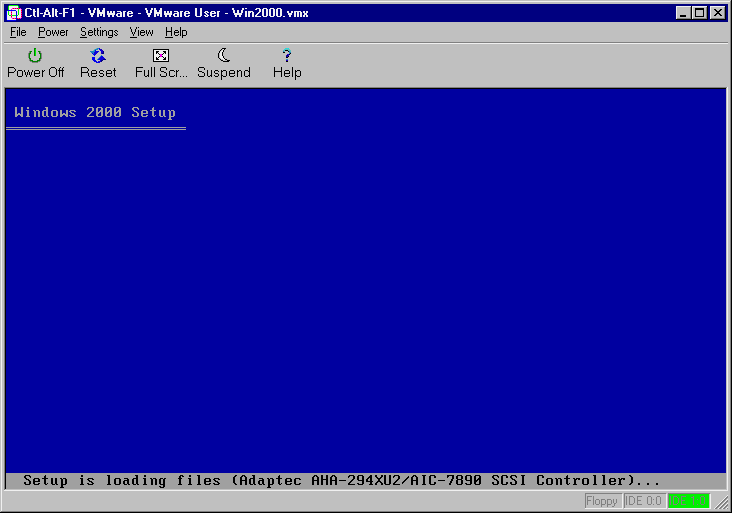 Ctl-Alt-F1 - VMware - VMware User - Win2000.vmx
File Power Settings View Help
Power Off Reset Full Scr... Suspend Help
Windows 2000 Setup
Setup is loading files (Adaptec AHA-294XU2/AIC-7890 SCSI Controller)...
Floppy IDE 0:0